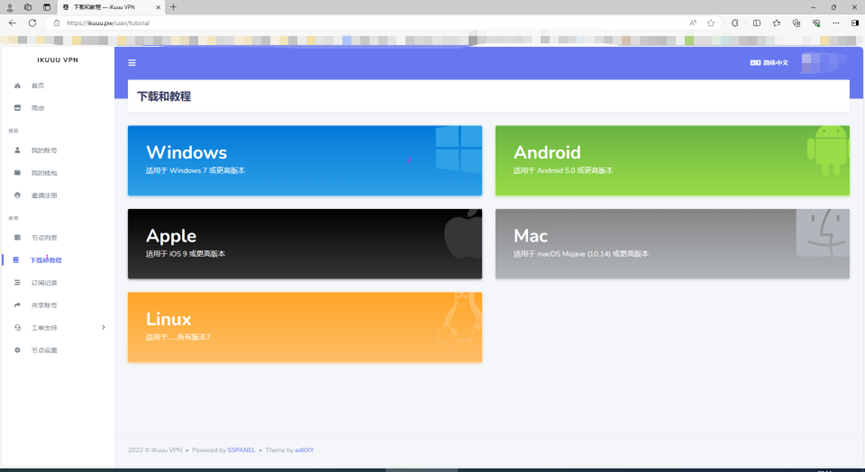 下载和教程 — iKuuu VPN
https://ikuuu.pw/user/tutorial
IKUUU VPN
简体中文
首页
商店
我的账号
我的钱包
邀请注册
使用
节点列表
下载和教程
订阅记录
共享账号
工单支持
节点设置
下载和教程
Windows
适用于 Windows 7 或更高版本
Android
适用于 Android 5.0 或更高版本
Apple
适用于 iOS 9 或更高版本
Mac
适用于 macOS Mojave (10.14) 或更高版本
Linux
适用于.....所有版本?
2022 © iKuuu VPN • Powered by SSPANEL • Theme by editXY